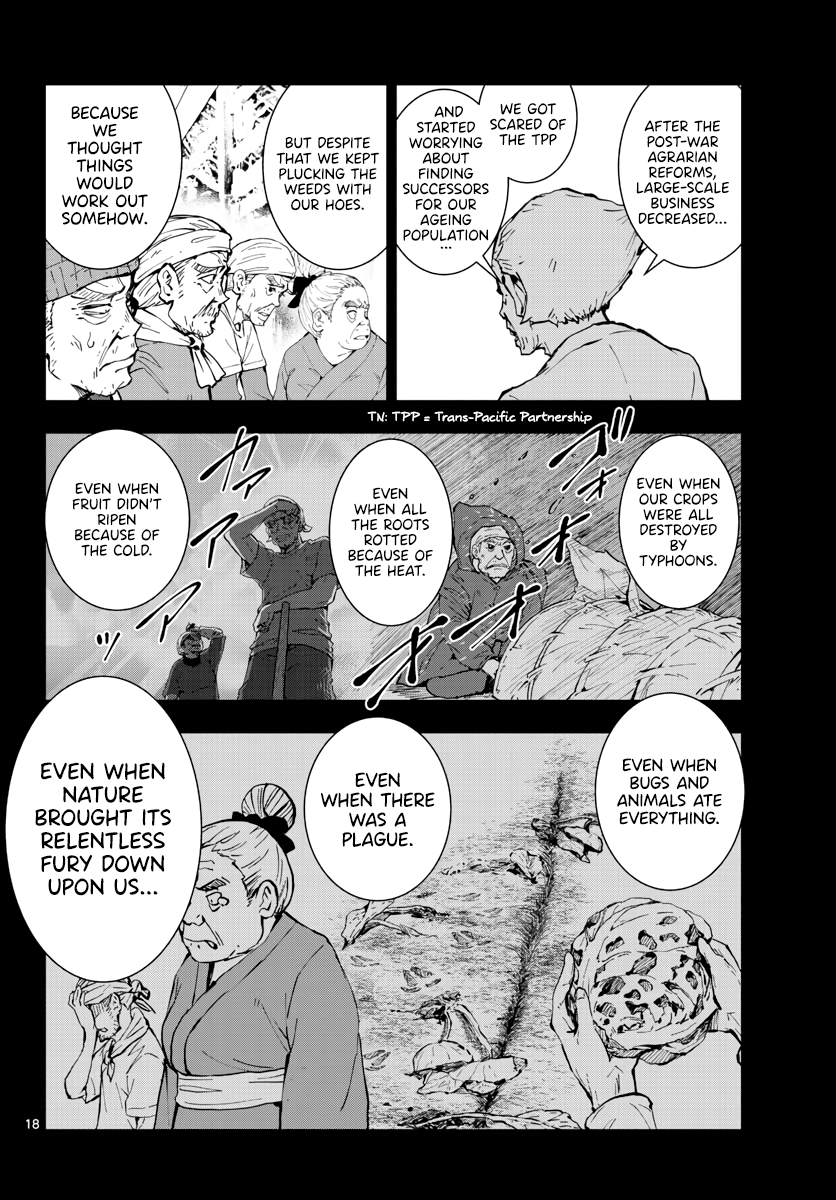 AFTER THE
POST-WAR
AGRARIAN
REFORMS,
LARGE-SCALE
BUSINESS
DECREASED...
WE GOT
SCARED OF
THE TPP
AND
STARTED
WORRYING
ABOUT
FINDING
SUCCESSORS
FOR OUR
AGEING
POPULATION
...
BUT DESPITE
THAT WE KEPT
PLUCKING THE
WEEDS WITH
OUR HOES.
BECAUSE
WE
THOUGHT
THINGS
WOULD
WORK OUT
SOMEHOW.
TN: TPP = Trans-Pacific Partnership
EVEN WHEN
OUR CROPS
WERE ALL
DESTROYED
BY
TYPHOONS.
ゴォオオオ
EVEN
WHEN ALL
THE ROOTS
ROTTED
BECAUSE OF
THE HEAT.
カァアアッ
EVEN WHEN
FRUIT DIDN'T
RIPEN
BECAUSE OF
THE COLD.
EVEN WHEN
BUGS AND
ANIMALS ATE
EVERYTHING.
EVEN
WHEN THERE
WAS A
PLAGUE.
EVEN WHEN
NATURE
BROUGHT ITS
RELENTLESS
FURY DOWN
UPON US...
18